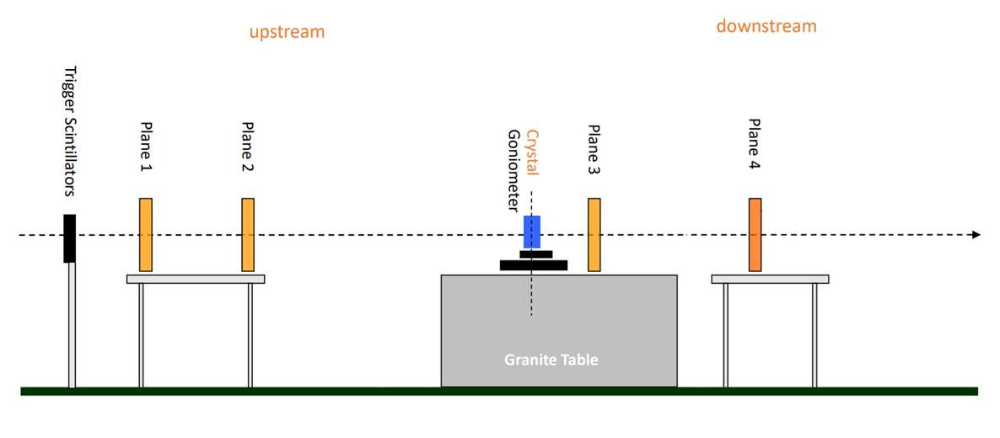 upstream
downstream
Trigger Scintillators
Plane 1
Plane 2
Goniometer
Crystal
Plane 3
Plane 4
Granite Table